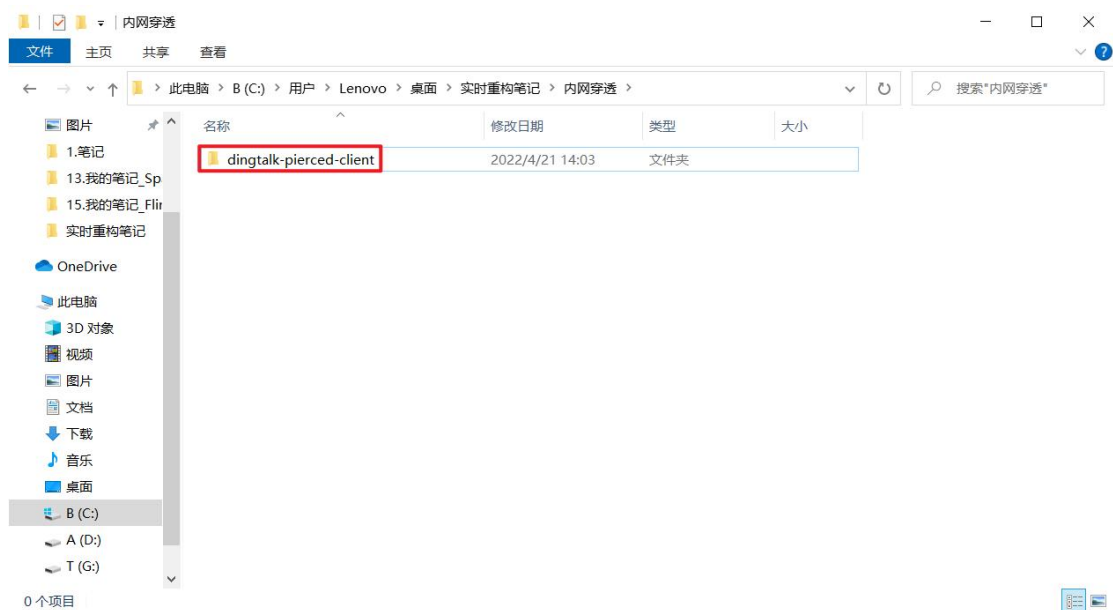 内网穿透
文件 主页 共享 查看
此电脑 > B (C:) > 用户 > Lenovo > 桌面 > 实时重构笔记 > 内网穿透 >
搜索"内网穿透"
名称 修改日期 类型 大小
dingtalk-pierced-client 2022/4/21 14:03 文件夹
图片
1.笔记
13.我的笔记_Sp
15.我的笔记_Flin
实时重构笔记
OneDrive
此电脑
3D 对象
视频
图片
文档
下载
音乐
桌面
B (C:)
A (D:)
T (G:)
0 个项目